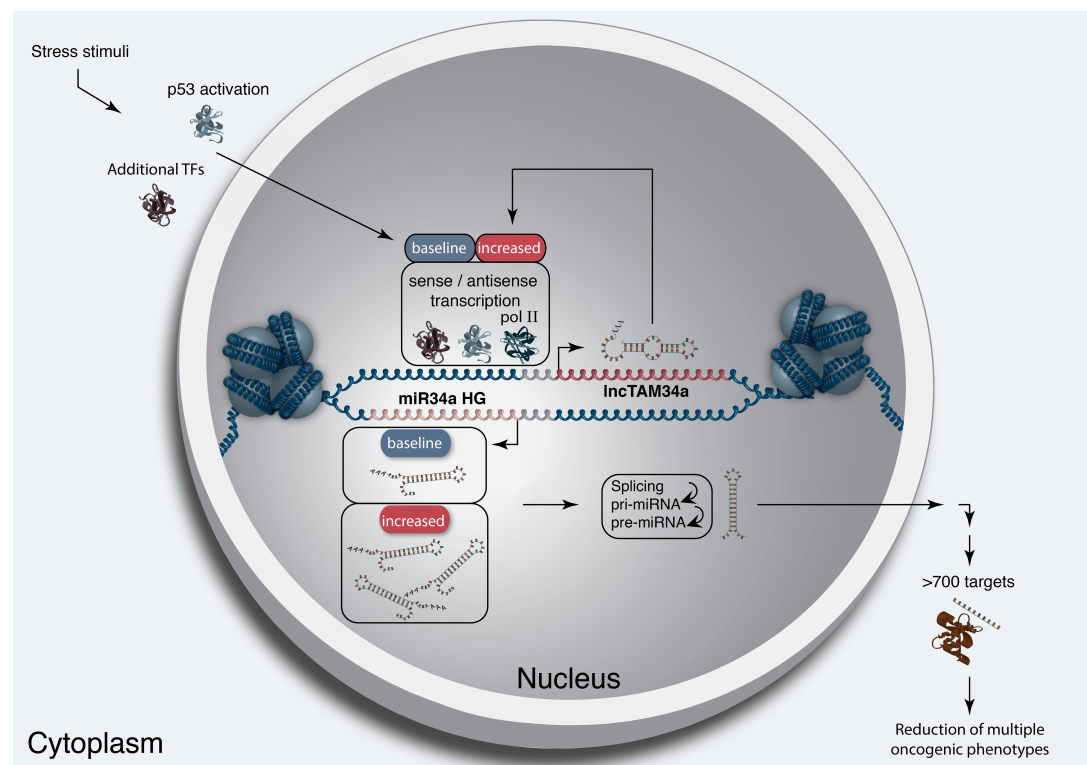 Stress stimuli
p53 activation
Additional TFs
baseline
increased
sense / antisense
transcription
pol II
lncTAM34a
miR34a HG
baseline
increased
Splicing
pri-miRNA
pre-miRNA
>700 targets
Reduction of multiple
oncogenic phenotypes
Nucleus
Cytoplasm